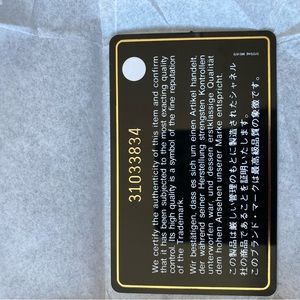 31033834
We certify the authenticity of this item and confirm
that it has been subjected to the most exacting quality
control. Its high quality is a symbol of the fine reputation
of the Trademark.
Wir bestätigen, dass es sich um einen Artikel handelt,
der während seiner Herstellung strengsten Kontrollen
unterworfen war, und dessen erstklassige Qualität
dem hohen Ansehen unserer Marke entspricht.
この製品は厳しい管理のもとに製造されたシャネル
社の商品であることを証明いたします。
このブランド・マークは最高級品質の象徴です。